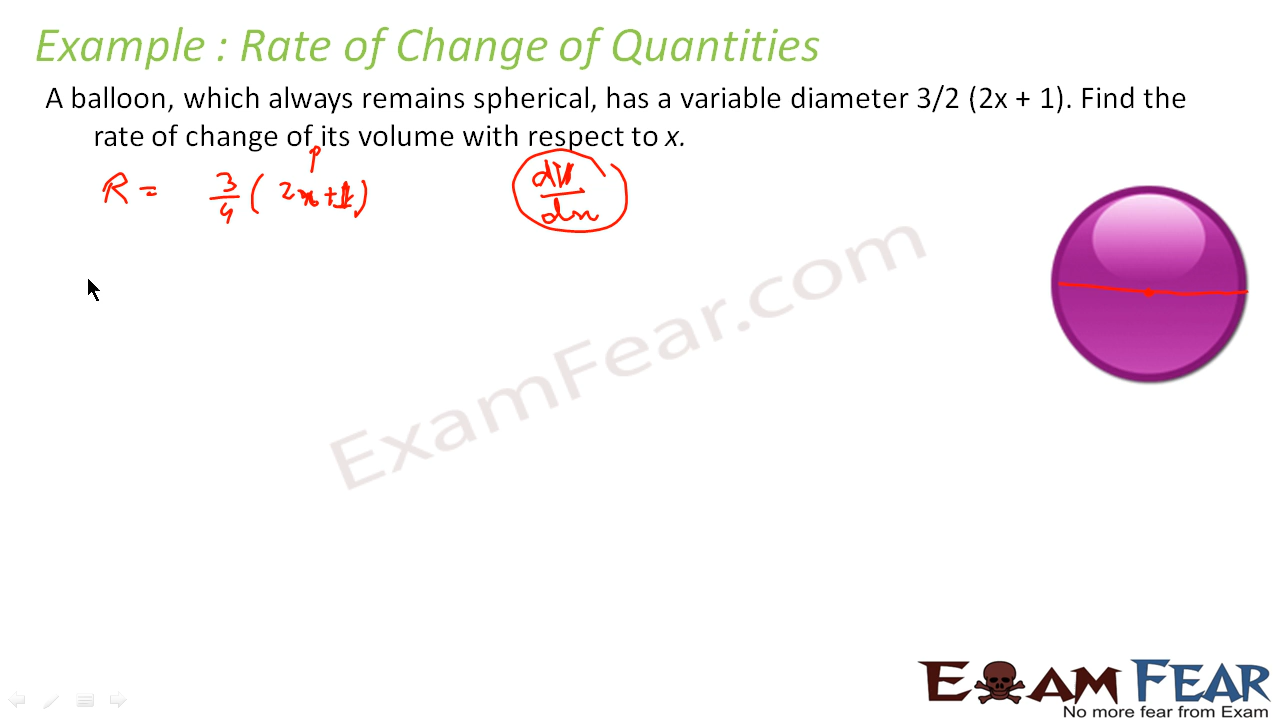 Example : Rate of Change of Quantities
A balloon, which always remains spherical, has a variable diameter 3/2 (2x + 1). Find the
rate of change of its volume with respect to x.
R = 3/4 ( 2x + 1 )
dV/dx
ExamFear.com
EXAM FEAR
No more fear from Exam